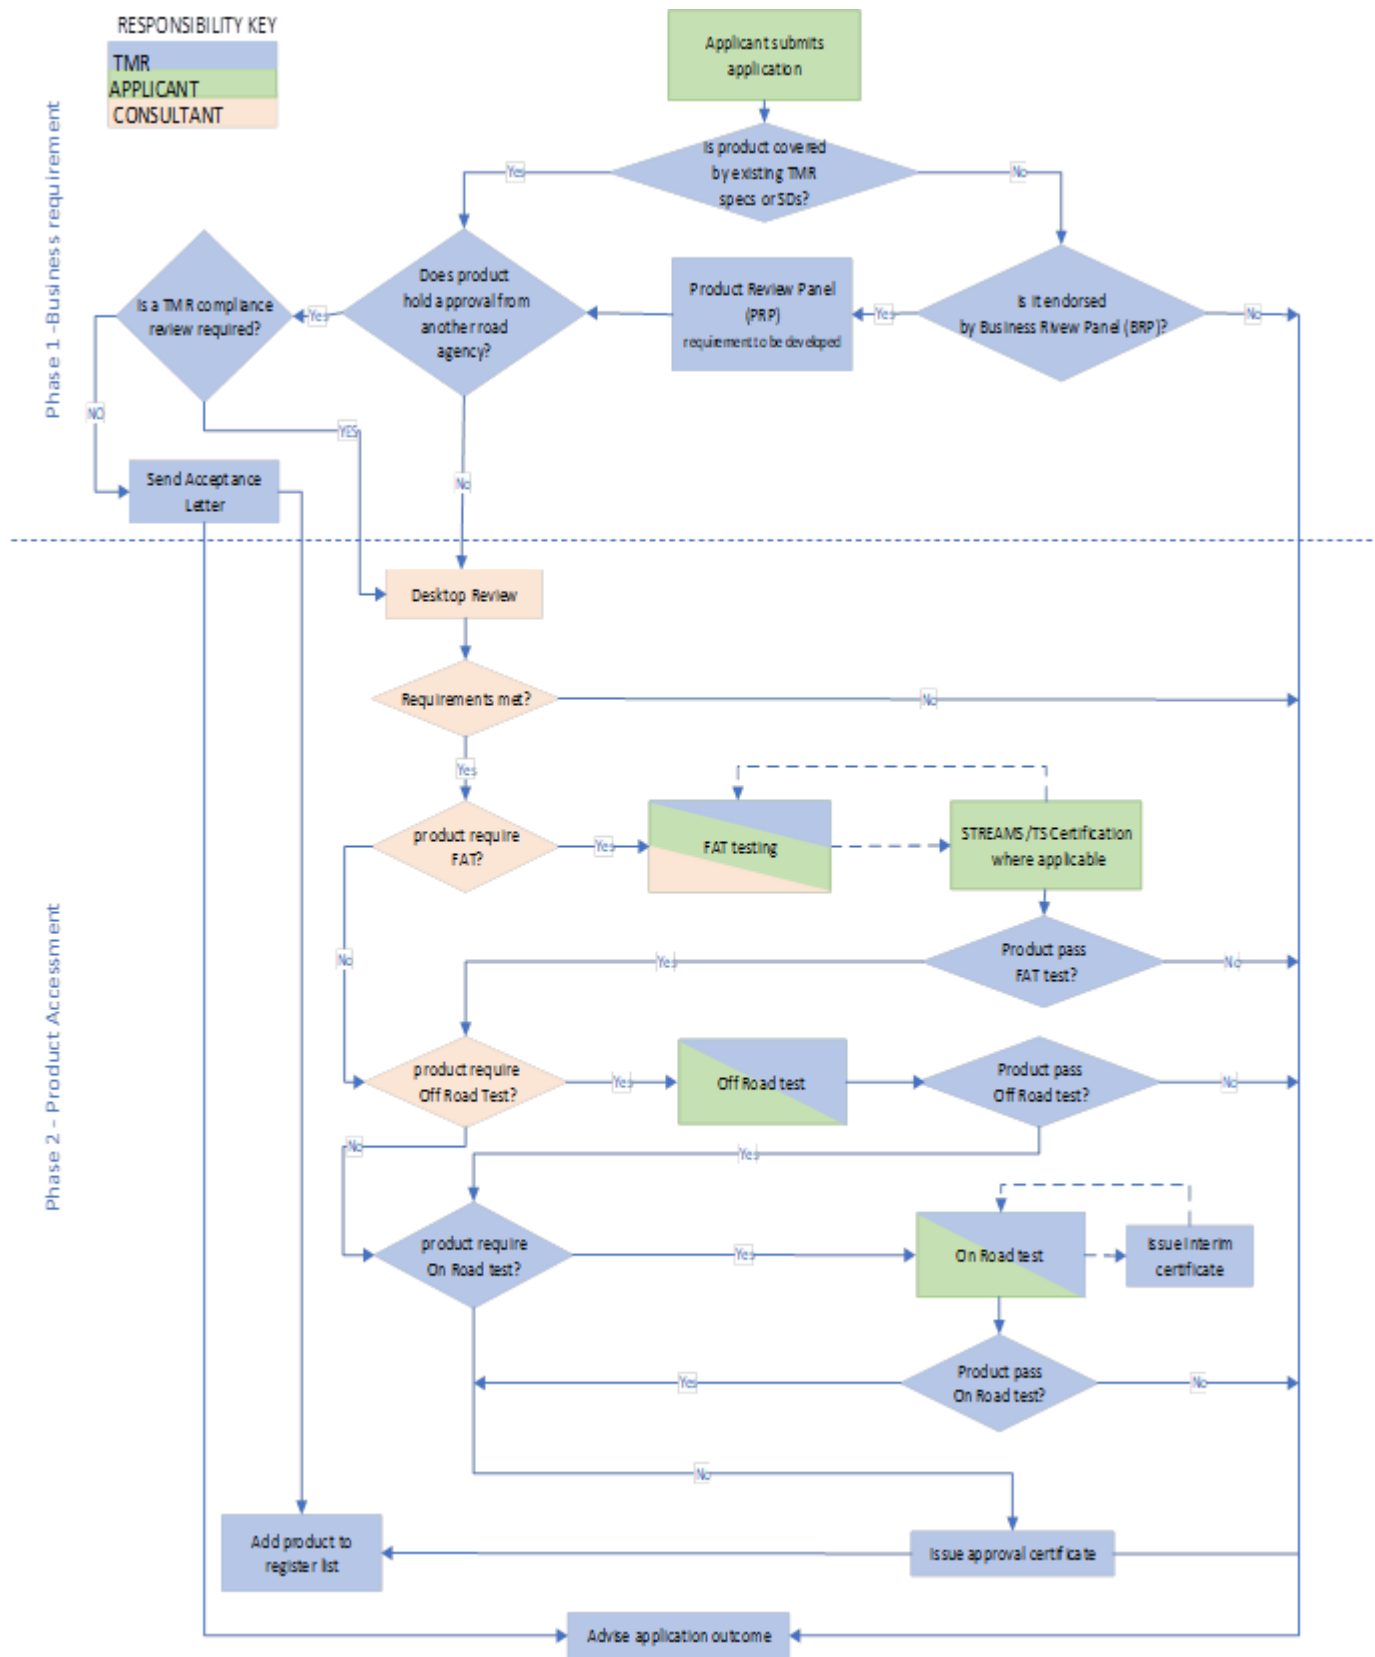 RESPONSIBILITY KEY
TMR
APPLICANT
CONSULTANT
Applicant submits
application
Phase 1 -Business requirement
Is product covered
by existing TMR
specs or SDs?
Yes
No
Is a TMR compliance
review required?
Yes
Does product
hold a approval from
another road
agency?
Product Review Panel
(PRP)
requirement to be developed
Yes
Is it endorsed
by Business Rivew Panel (BRP)?
No
NO
YES
No
Send Acceptance
Letter
Phase 2 - Product Accessment
Desktop Review
Requirements met?
No
Yes
product require
FAT?
Yes
FAT testing
STREAMS/TS Certification
where applicable
No
Yes
Product pass
FAT test?
No
product require
Off Road Test?
Yes
Off Road test
Product pass
Off Road test?
No
No
Yes
product require
On Road test?
Yes
On Road test
Issue Interim
certificate
Yes
Product pass
On Road test?
No
No
Add product to
register list
Issue approval certificate
Advise application outcome